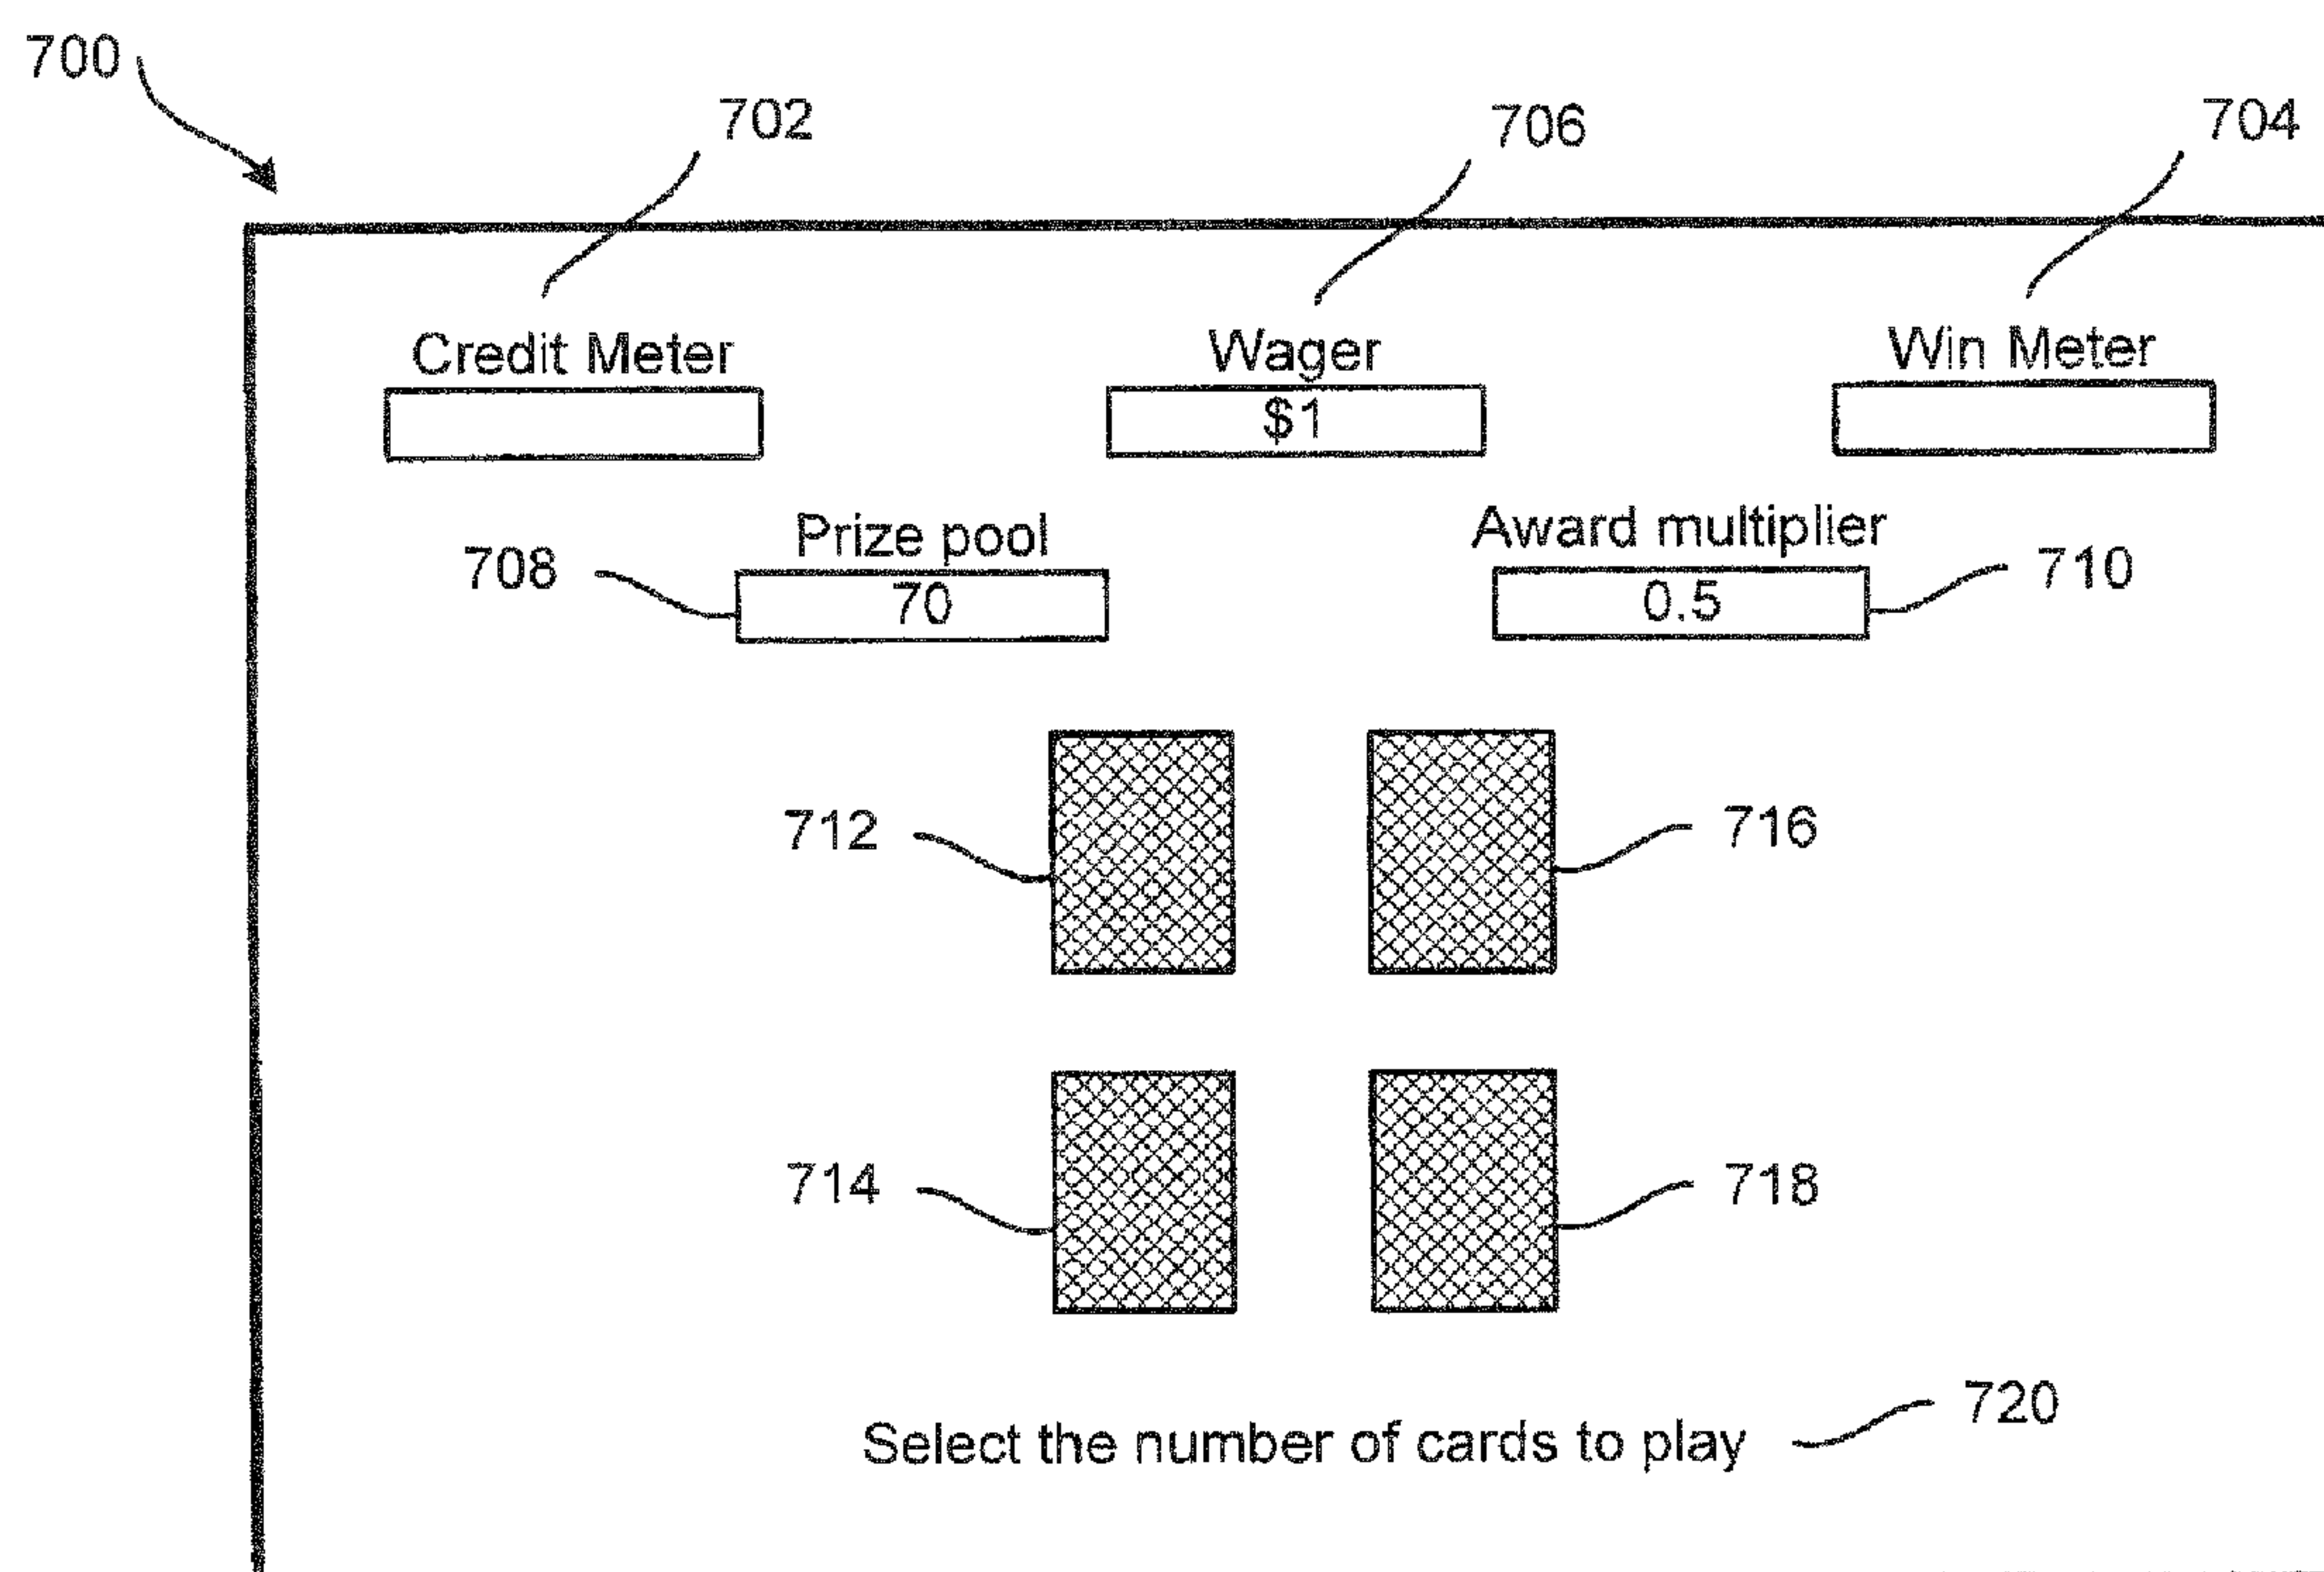 700
702 706 704
Credit Meter Wager Win Meter
$1
Prize pool Award multiplier
708 70 0.5 710
712 716
714 718
720
Select the number of cards to play